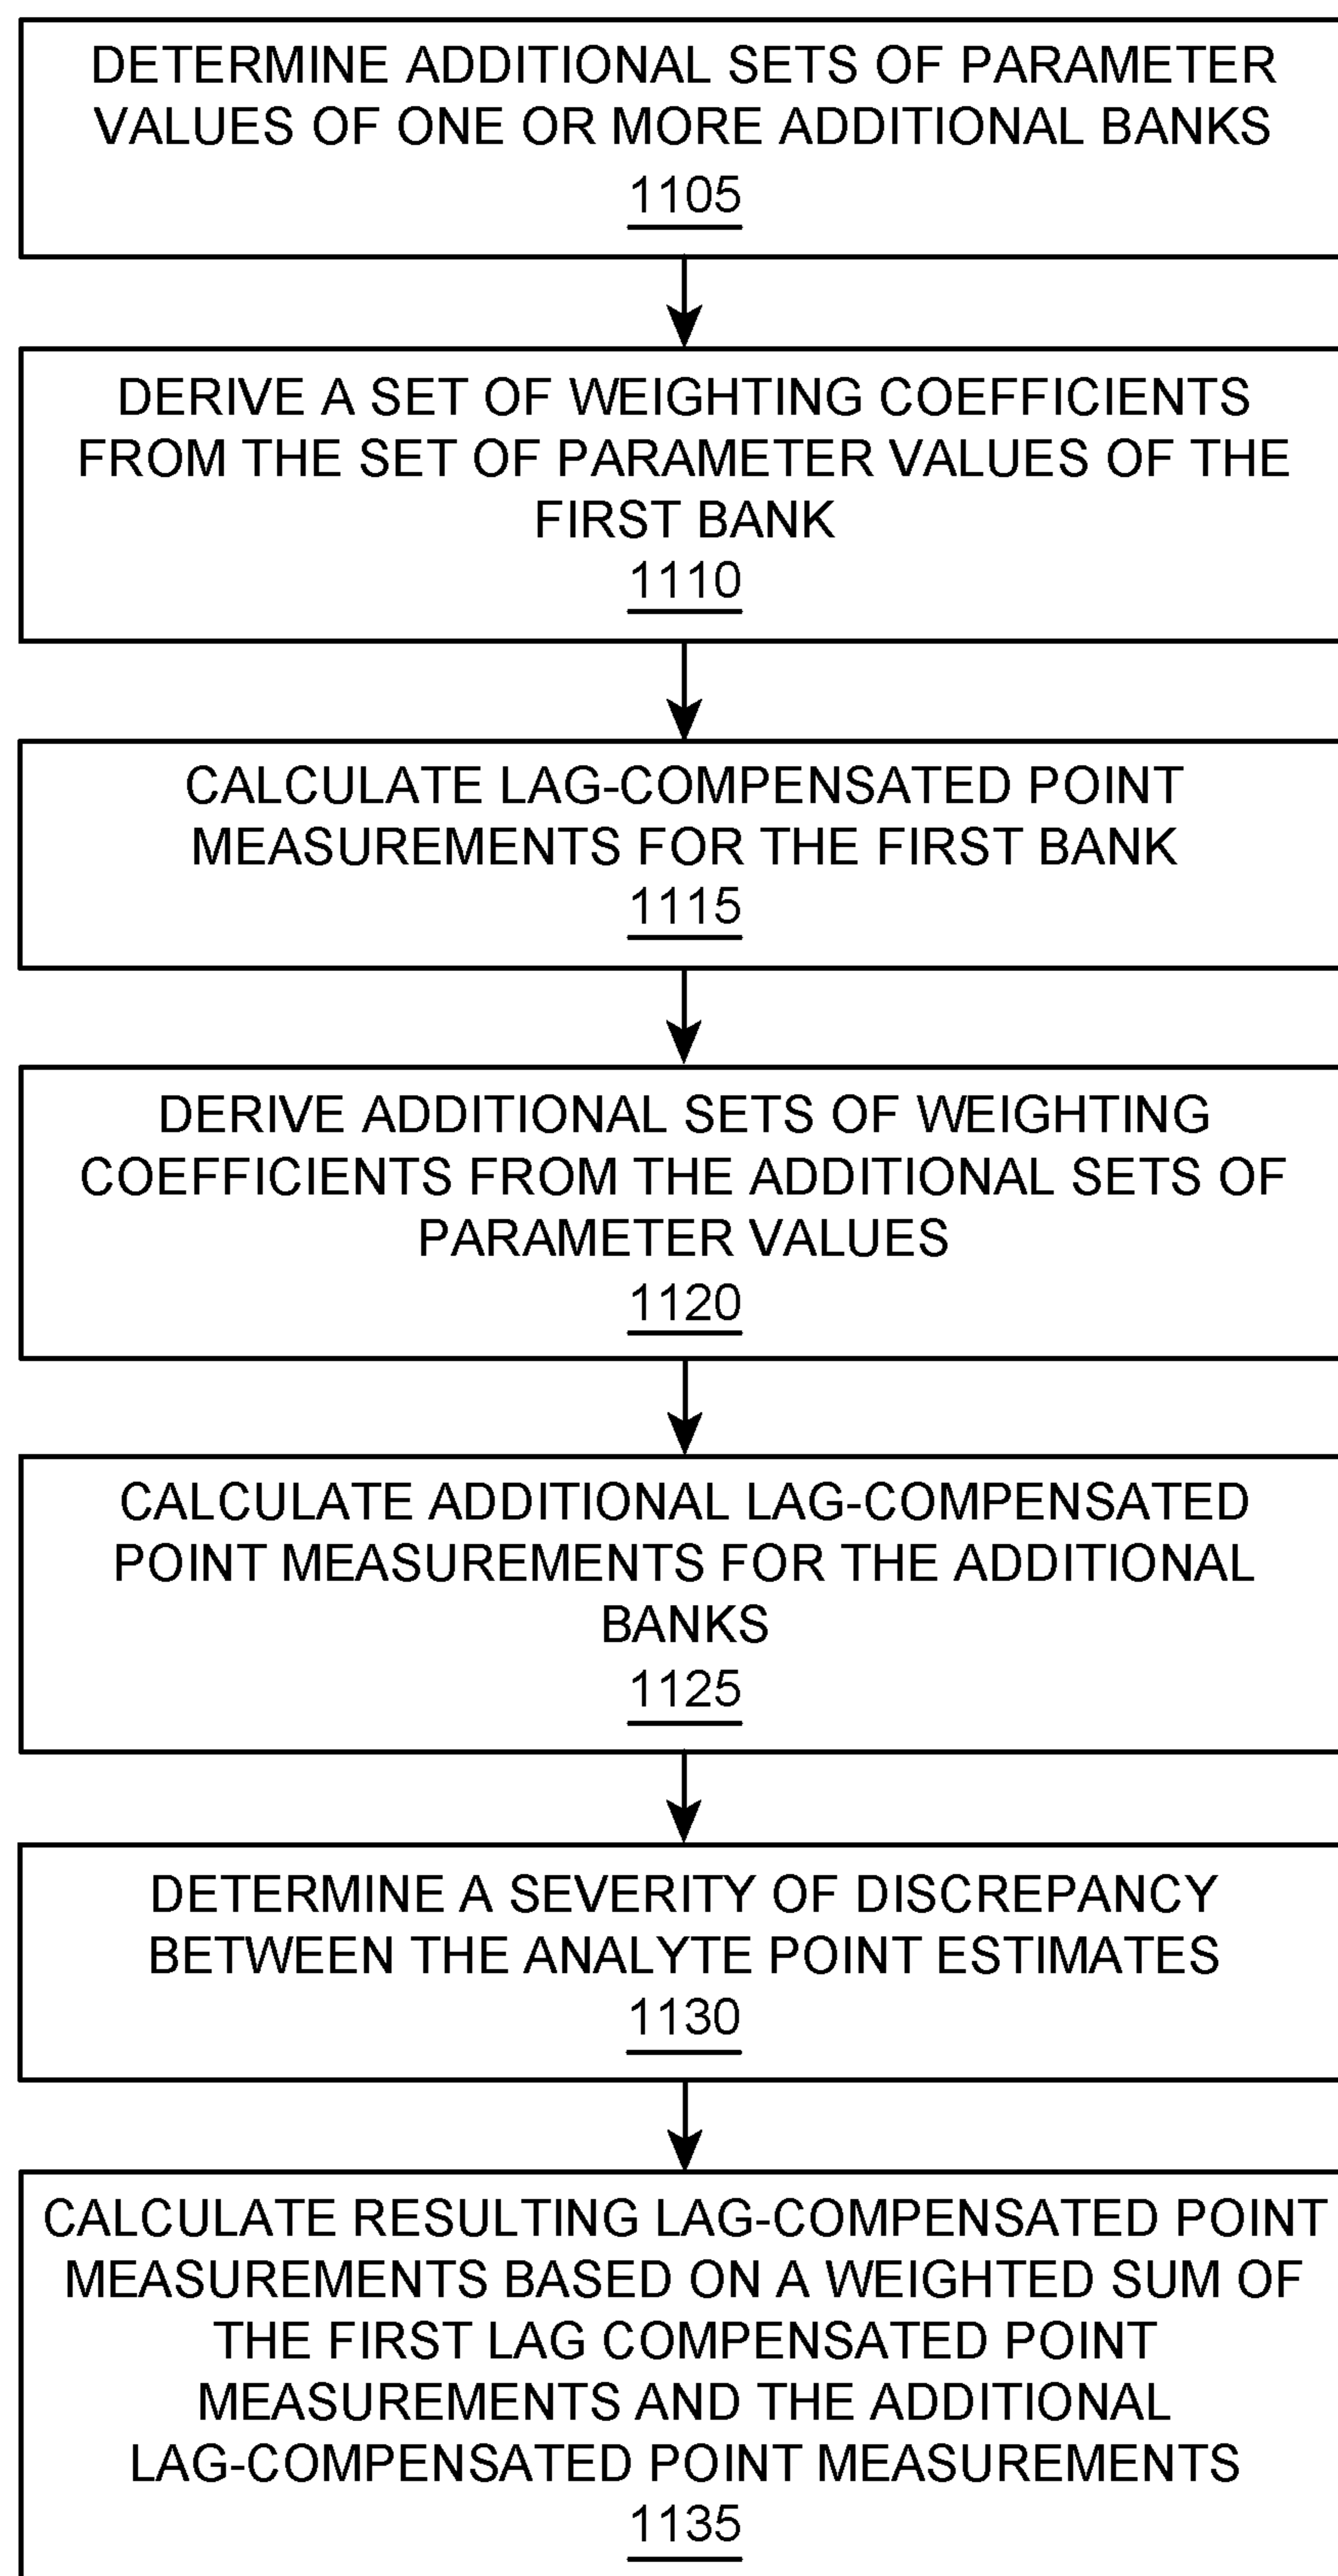 DETERMINE ADDITIONAL SETS OF PARAMETER
VALUES OF ONE OR MORE ADDITIONAL BANKS
1105
DERIVE A SET OF WEIGHTING COEFFICIENTS
FROM THE SET OF PARAMETER VALUES OF THE
FIRST BANK
1110
CALCULATE LAG-COMPENSATED POINT
MEASUREMENTS FOR THE FIRST BANK
1115
DERIVE ADDITIONAL SETS OF WEIGHTING
COEFFICIENTS FROM THE ADDITIONAL SETS OF
PARAMETER VALUES
1120
CALCULATE ADDITIONAL LAG-COMPENSATED
POINT MEASUREMENTS FOR THE ADDITIONAL
BANKS
1125
DETERMINE A SEVERITY OF DISCREPANCY
BETWEEN THE ANALYTE POINT ESTIMATES
1130
CALCULATE RESULTING LAG-COMPENSATED POINT
MEASUREMENTS BASED ON A WEIGHTED SUM OF
THE FIRST LAG COMPENSATED POINT
MEASUREMENTS AND THE ADDITIONAL
LAG-COMPENSATED POINT MEASUREMENTS
1135